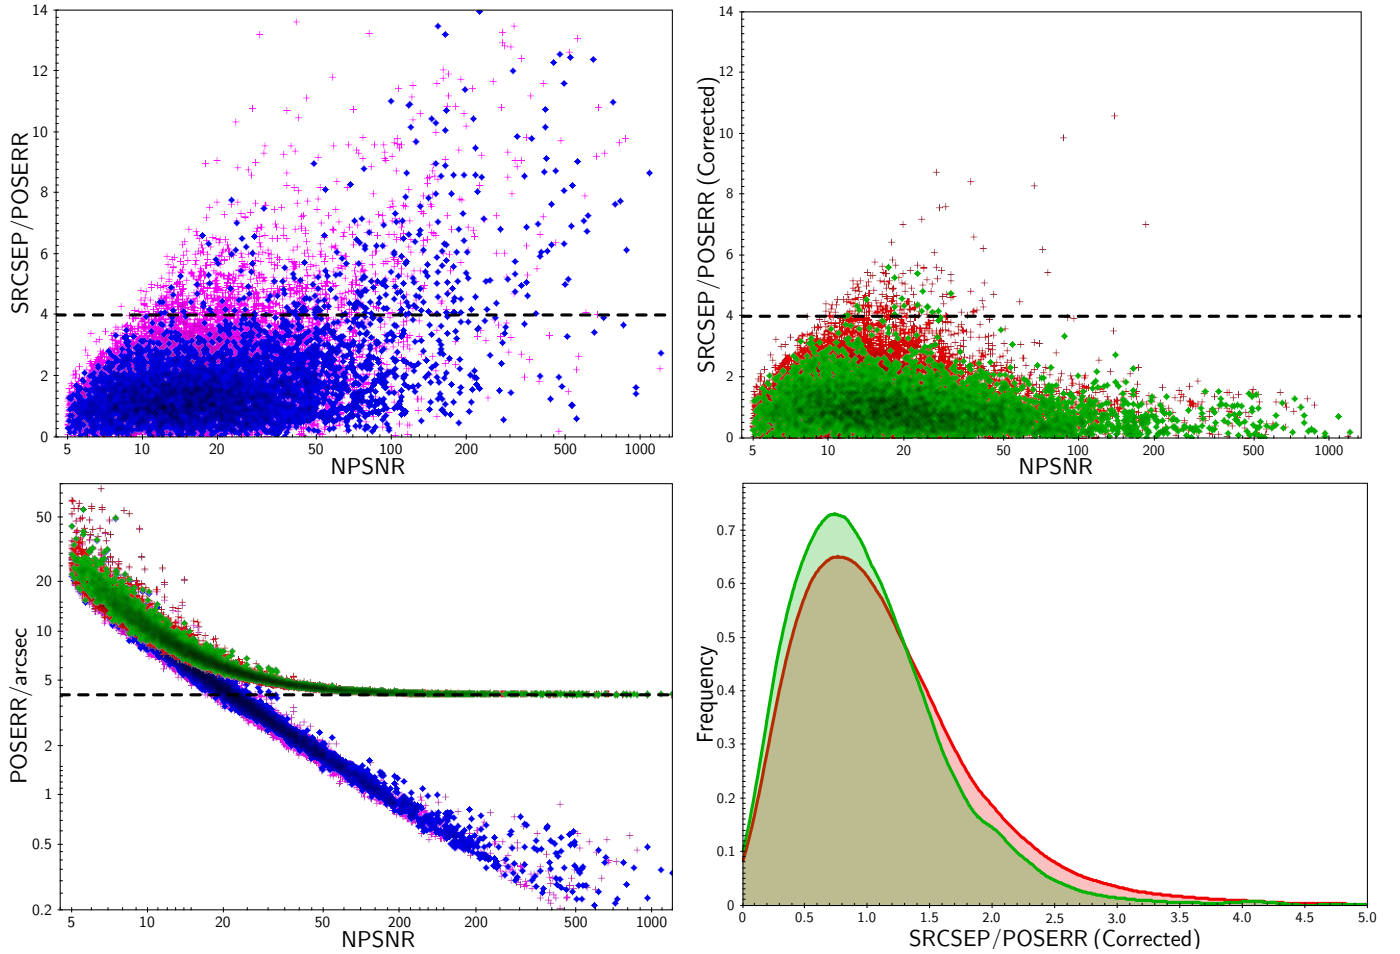 14
12
10
8
6
4
2
0
SRCSEP/POSERR
5 10 20 50 100 200 500 1000
NPSNR
14
12
10
8
6
4
2
0
SRCSEP/POSERR (Corrected)
5 10 20 50 100 200 500 1000
NPSNR
50
20
10
5
2
1
0.5
0.2
POSERR/arcsec
5 10 20 50 200 200 500 1000
NPSNR
0.7
0.6
0.5
0.4
0.3
0.2
0.1
0
Frequency
0 0.5 1.0 1.5 2.0 2.5 3.0 3.5 4.0 4.5 5.0
SRCSEP/POSERR (Corrected)